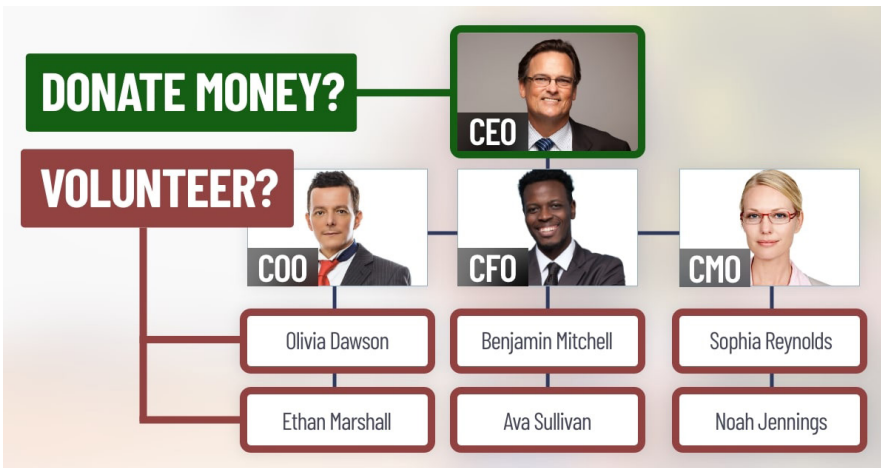 DONATE MONEY?
CEO
VOLUNTEER?
COO
CFO
CMO
Olivia Dawson
Benjamin Mitchell
Sophia Reynolds
Ethan Marshall
Ava Sullivan
Noah Jennings